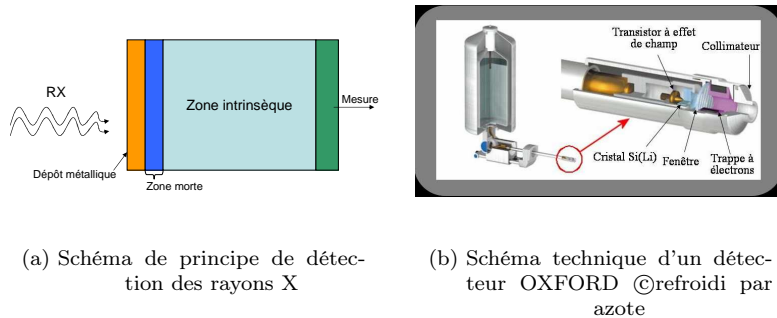 RX
Zone intrinsèque
Mesure
Dépôt métallique
Zone morte
Transistor à effet
de champ
Collimateur
Cristal Si(Li)
Fenêtre
Trappe à
électrons
(a) Schéma de principe de détec-
tion des rayons X
(b) Schéma technique d'un détec-
teur OXFORD ©refroidi par
azote